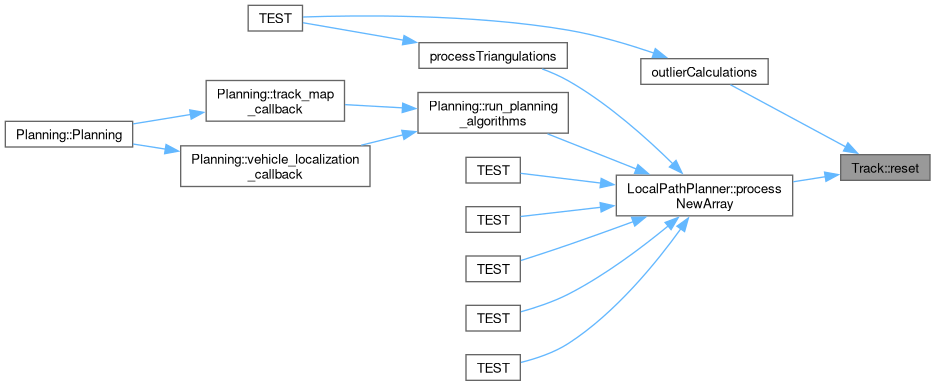 TEST
processTriangulations
outlierCalculations
Planning::track_map
_callback
Planning::run_planning
_algorithms
Planning::Planning
Planning::vehicle_localization
_callback
TEST
Track::reset
LocalPathPlanner::process
NewArray
TEST
TEST
TEST
TEST